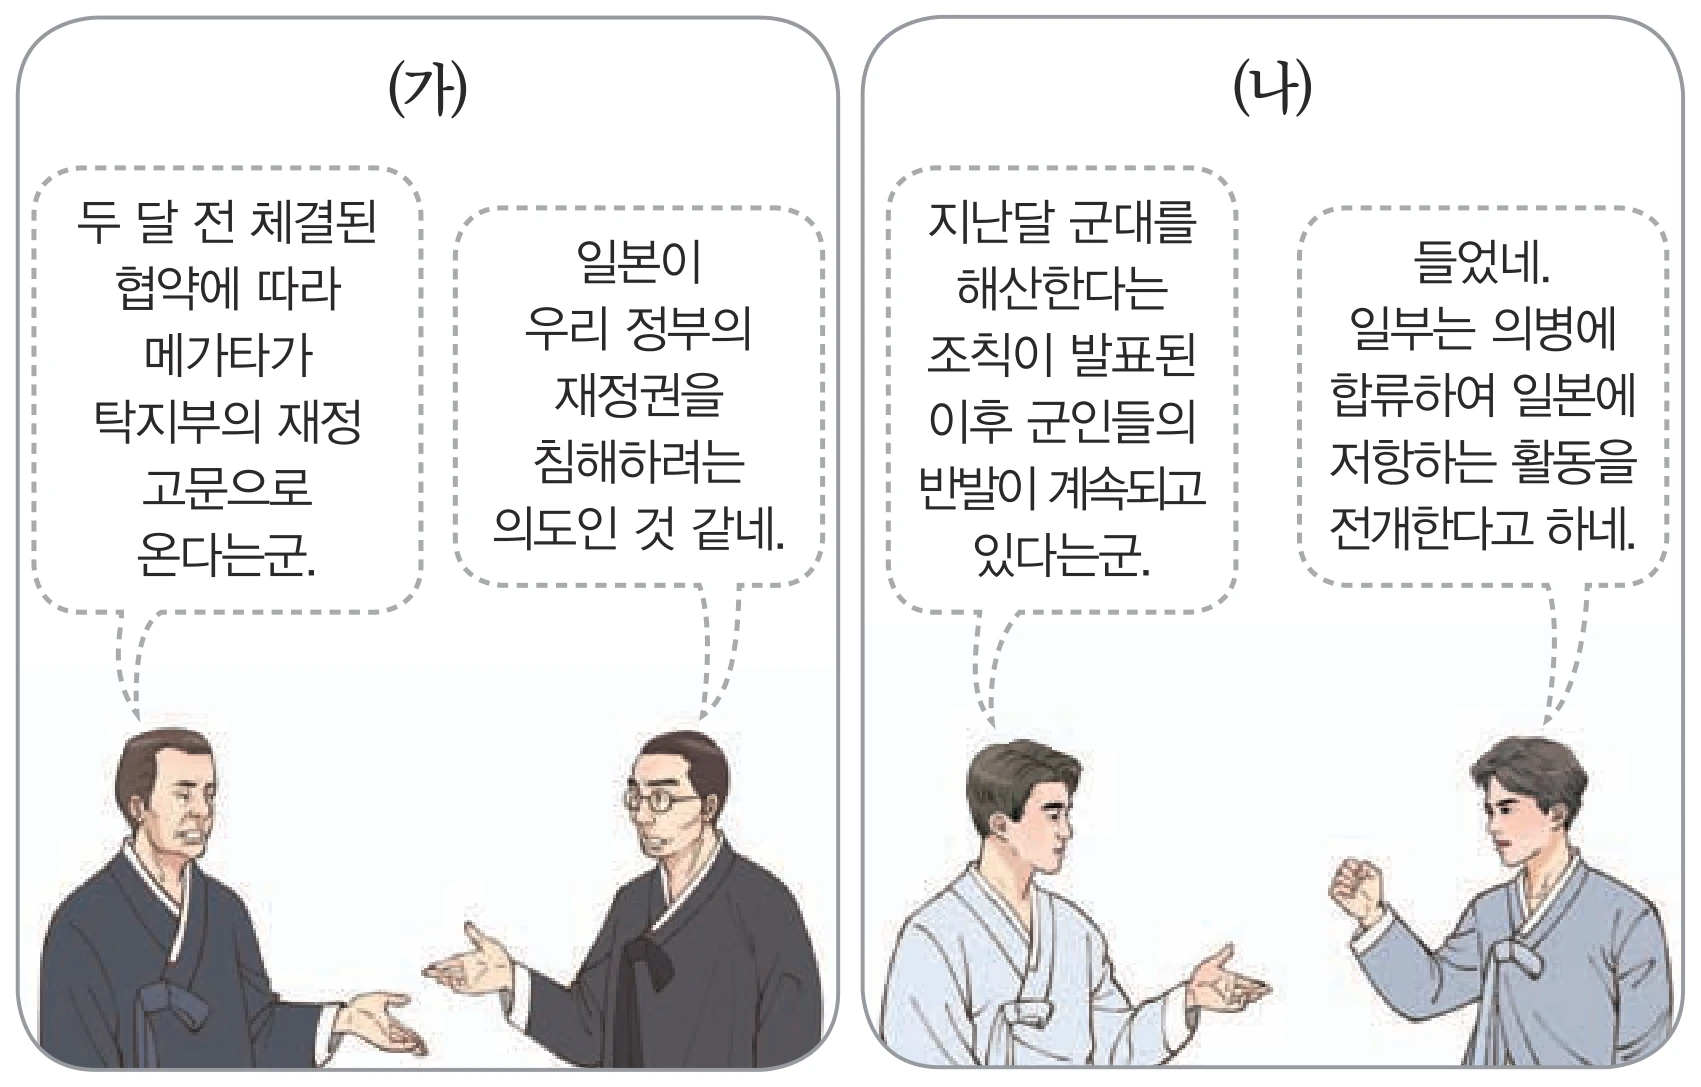 (가)
두 달 전 체결된
협약에 따라
메가타가
탁지부의 재정
고문으로
온다는군.
일본이
우리 정부의
재정권을
침해하려는
의도인 것 같네.
(나)
지난달 군대를
해산한다는
조칙이 발표된
이후 군인들의
반발이 계속되고
있다는군.
들었네.
일부는 의병에
합류하여 일본에
저항하는 활동을
전개한다고 하네.